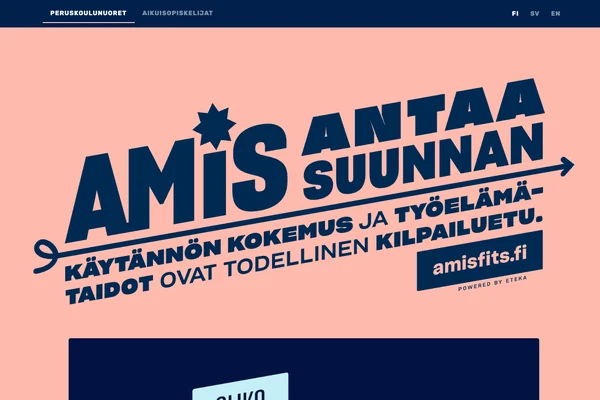 PERUSKOULUNUORET AIKUISOPISKELIJAT FI SV EN
AMIS ANTAA
SUUNNAN
KÄYTÄNNÖN KOKEMUS JA TYÖELÄMÄ-
TAIDOT OVAT TODELLINEN KILPAILUETU.
amisfits.fi
POWERED BY ETEKA